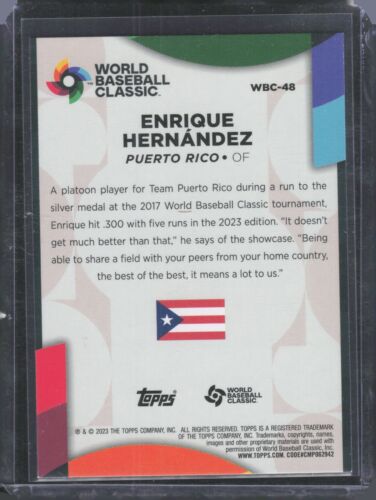 WORLD
BASEBALL
CLASSIC™
WBC-48
ENRIQUE
HERNÁNDEZ
PUERTO RICO • OF
A platoon player for Team Puerto Rico during a run to the
silver medal at the 2017 World Baseball Classic tournament,
Enrique hit .300 with five runs in the 2023 edition. "It doesn't
get much better than that," he says of the showcase. "Being
able to share a field with your peers from your home country,
the best of the best, it means a lot to us."
Topps
WORLD
BASEBALL
CLASSIC
® & © 2023 THE TOPPS COMPANY, INC. ALL RIGHTS RESERVED. TOPPS IS A REGISTERED TRADEMARK
OF THE TOPPS COMPANY, INC. Trademarks, copyrights, names,
images and other proprietary materials are used with
permission of World Baseball Classic, Inc.
WWW.TOPPS.COM. CODE#CMP062942